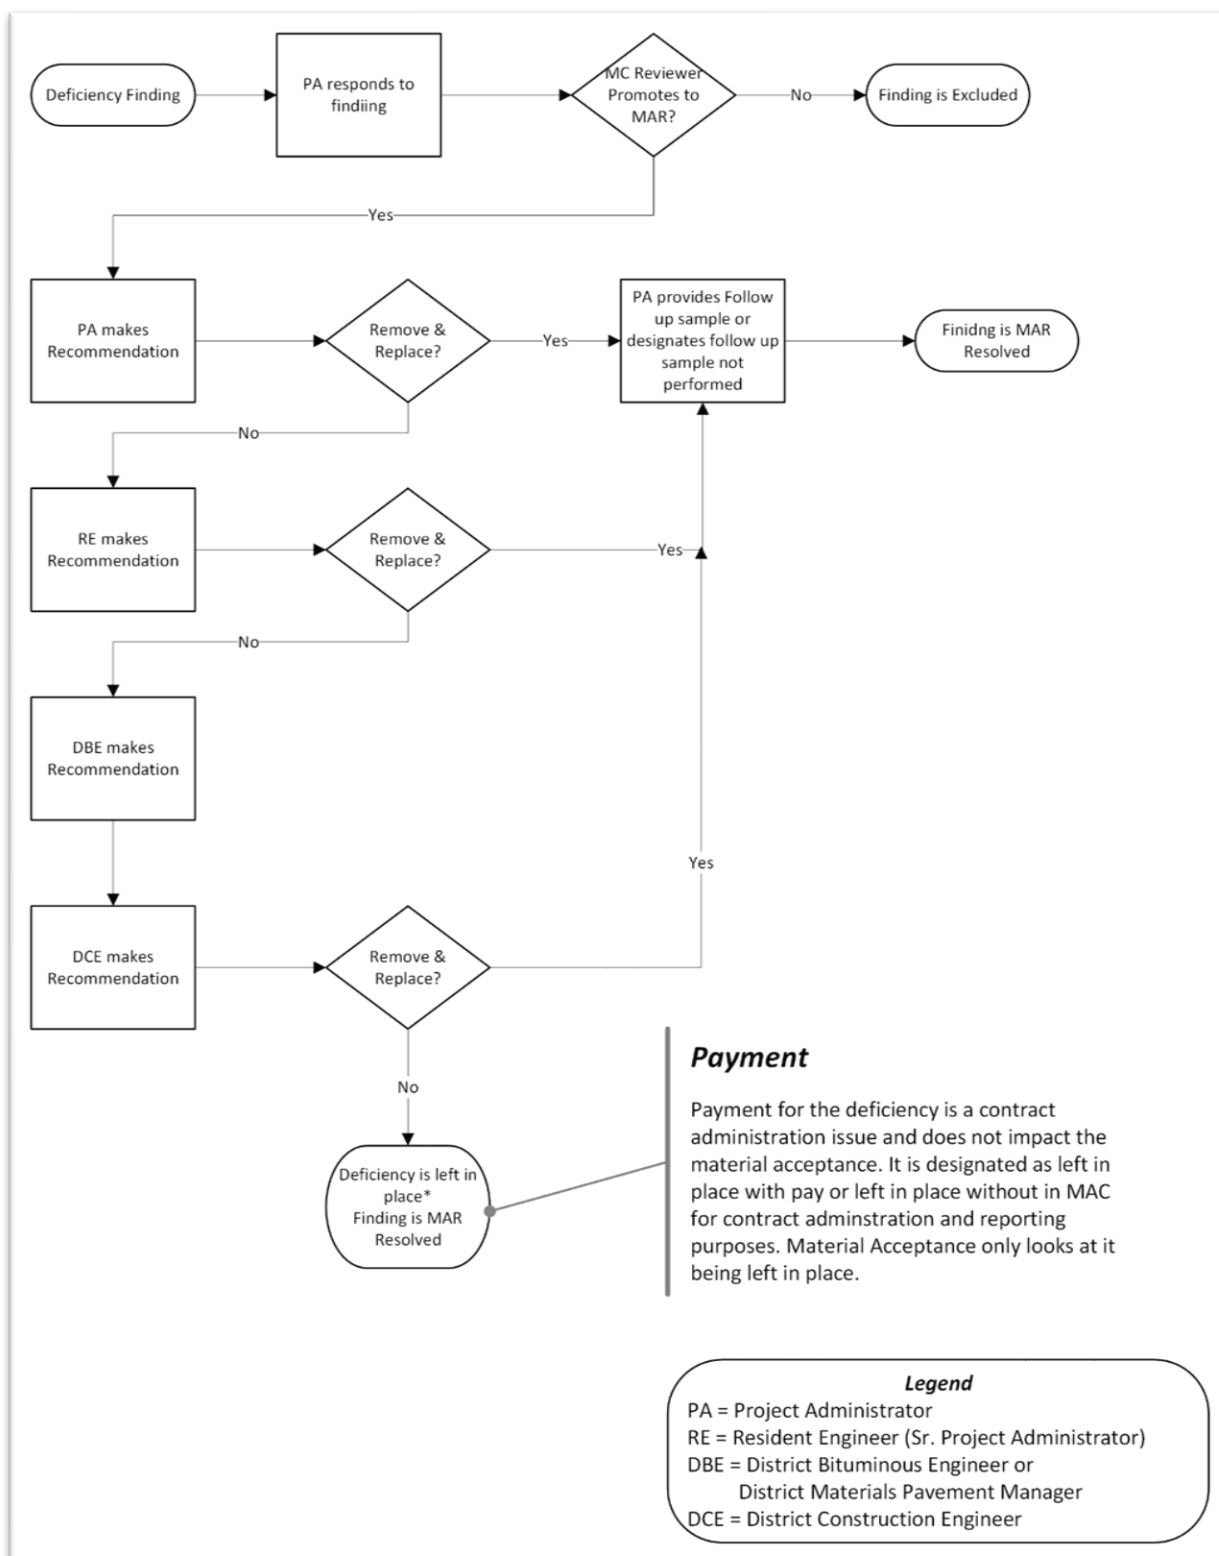 Deficiency Finding
PA responds to
findiing
MC Reviewer
Promotes to
MAR?
No
Finding is Excluded
Yes
PA makes
Recommendation
Remove &
Replace?
Yes
PA provides Follow
up sample or
designates follow up
sample not
performed
Finidng is MAR
Resolved
No
RE makes
Recommendation
Remove &
Replace?
Yes
No
DBE makes
Recommendation
Yes
DCE makes
Recommendation
Remove &
Replace?
No
Deficiency is left in
place*
Finding is MAR
Resolved
Payment
Payment for the deficiency is a contract
administration issue and does not impact the
material acceptance. It is designated as left in
place with pay or left in place without in MAC
for contract adminstration and reporting
purposes. Material Acceptance only looks at it
being left in place.
Legend
PA = Project Administrator
RE = Resident Engineer (Sr. Project Administrator)
DBE = District Bituminous Engineer or
District Materials Pavement Manager
DCE = District Construction Engineer